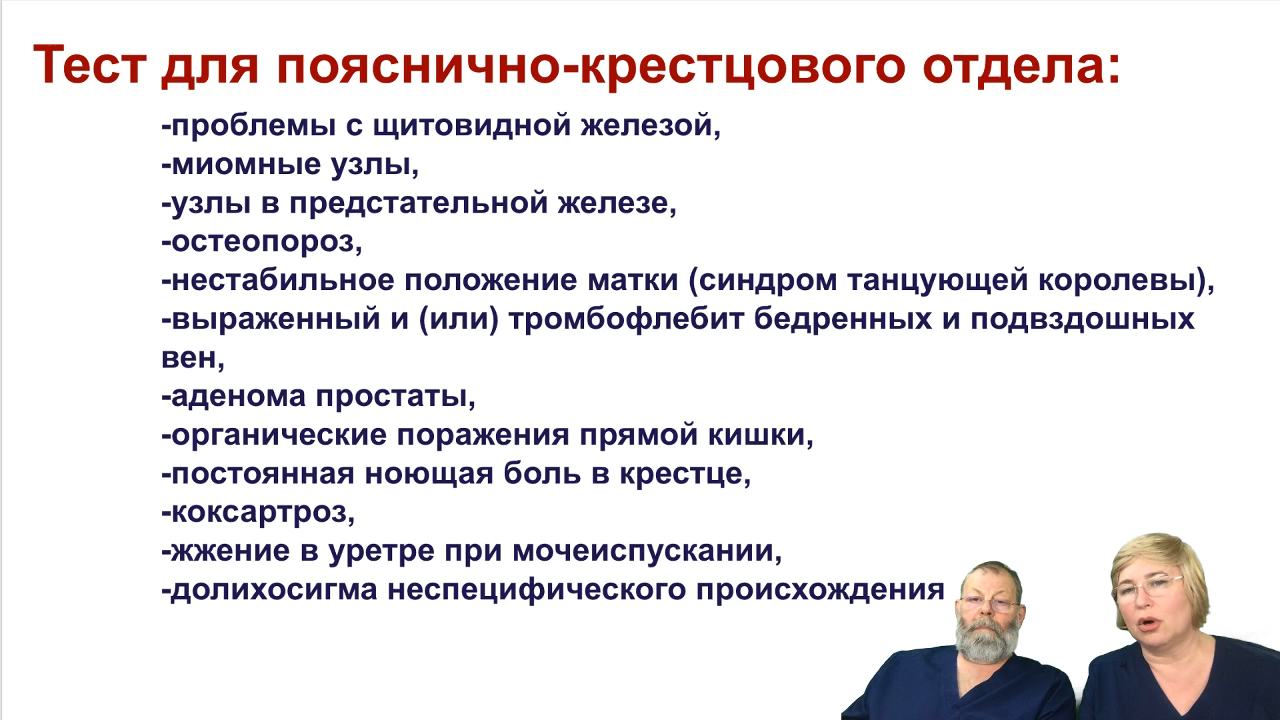 Тест для пояснично-крестцового отдела:
-проблемы с щитовидной железой,
-миомные узлы,
-узлы в предстательной железе,
-остеопороз,
-нестабильное положение матки (синдром танцующей королевы),
-выраженный и (или) тромбофлебит бедренных и подвздошных
вен,
-аденома простаты,
-органические поражения прямой кишки,
-постоянная ноющая боль в крестце,
-коксартроз,
-жжение в уретре при мочеиспускании,
-долихосигма неспецифического происхождения